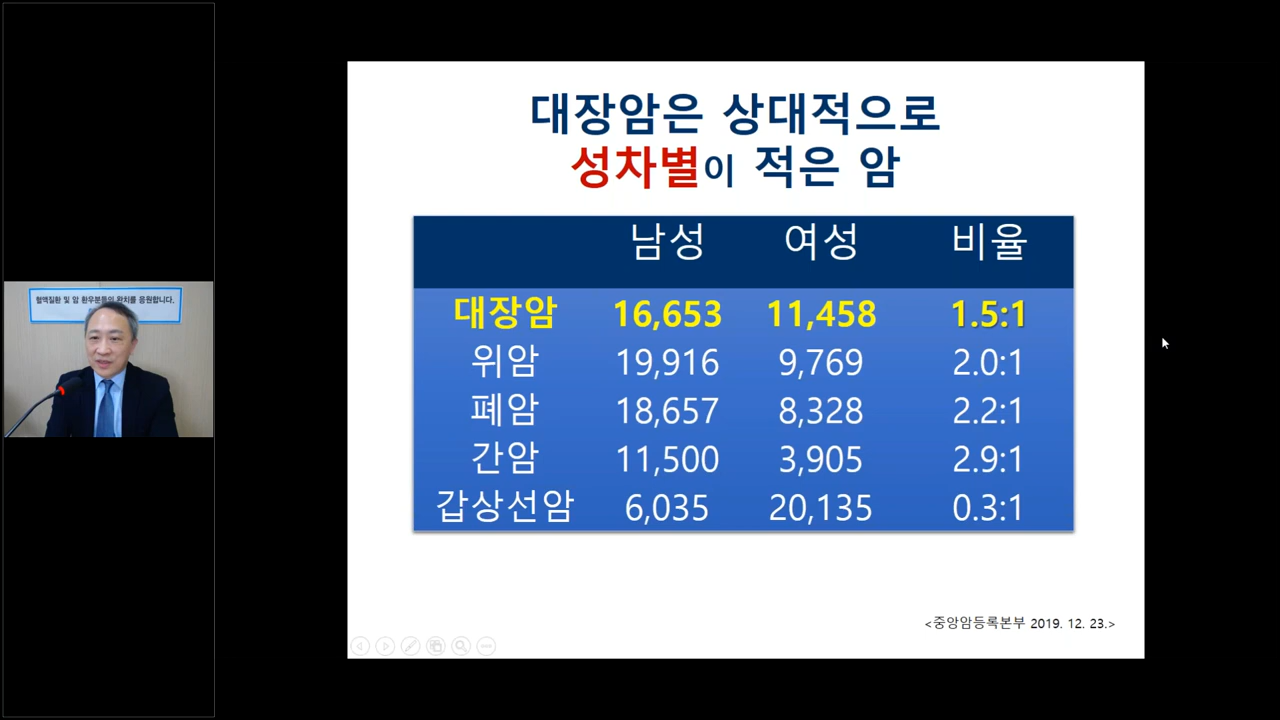 혈액질환 및 암 환우분들의 완치를 응원합니다.
대장암은 상대적으로
성차별이 적은 암
남성 여성 비율
대장암 16,653 11,458 1.5:1
위암 19,916 9,769 2.0:1
폐암 18,657 8,328 2.2:1
간암 11,500 3,905 2.9:1
갑상선암 6,035 20,135 0.3:1
<중앙암등록본부 2019. 12. 23.>